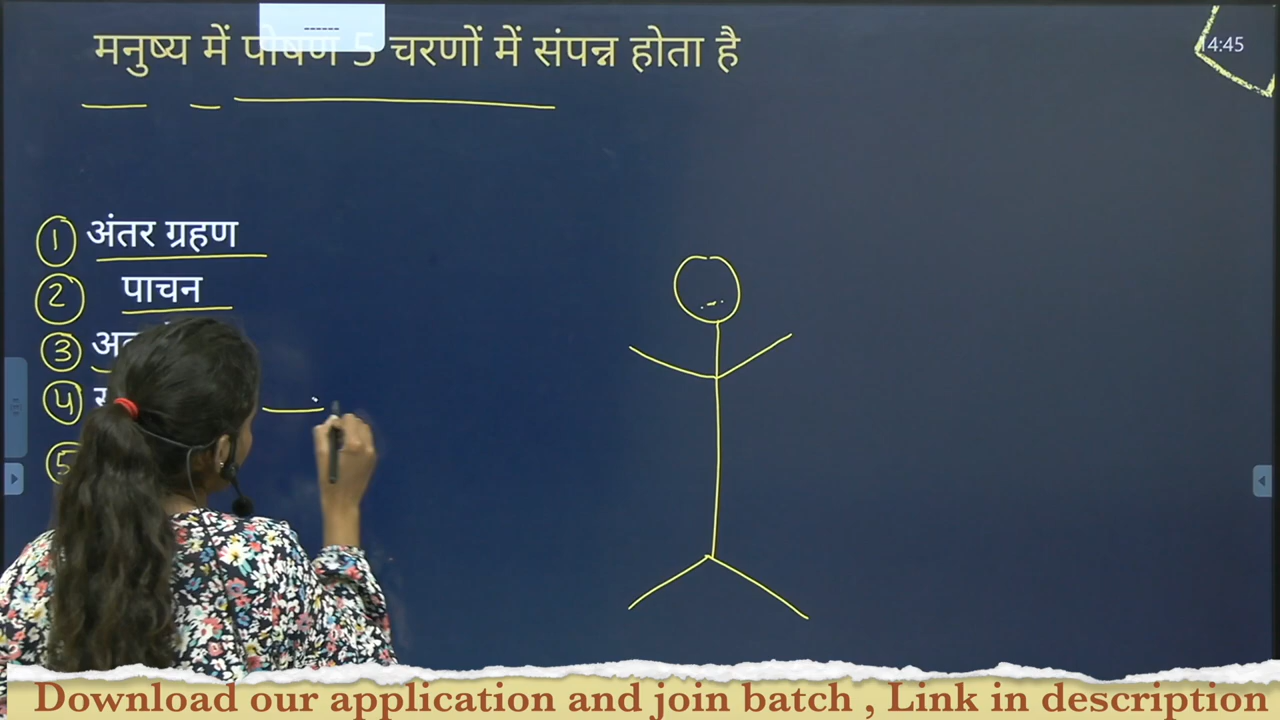 ------
मनुष्य में पोषण 5 चरणों में संपन्न होता है
14:45
① अंतर ग्रहण
② पाचन
③
④
⑤
Download our application and join batch , Link in description